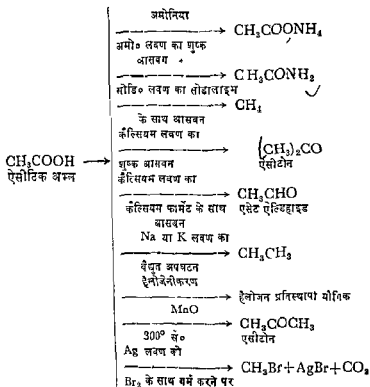 अमोनिया
CH₃COONH₄
अमो० लवण का शुष्क
आसवन
CH₃CONH₂
सोडि० लवण का सोडालाइम
CH₄
के साथ आसवन
कैल्सियम लवण का
(CH₃)₂CO
CH₃COOH
ऐसीटिक अम्ल
ऐसीटोन
शुष्क आसवन
कैल्सियम लवण का
CH₃CHO
ऐसेट ऐल्डिहाइड
कैल्सियम फार्मेट के साथ
आसवन
Na या K लवण का
CH₃CH₃
वैद्युत अपघटन
हैलोजेनीकरण
हैलोजन प्रतिस्थापी यौगिक
MnO
CH₃COCH₃
300° सें०
ऐसीटोन
Ag लवण को
CH₃Br+AgBr+CO₂
Br₂ के साथ गर्म करने पर